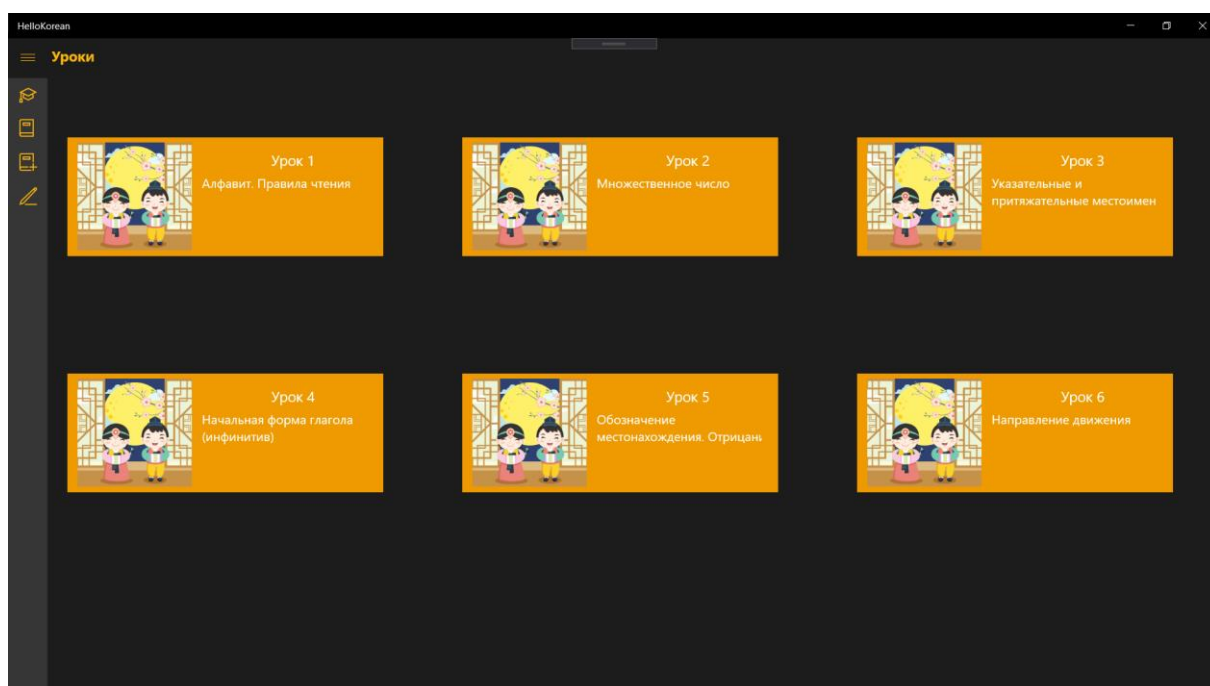 HelloKorean
Уроки
Урок 1
Алфавит. Правила чтения
Урок 2
Множественное число
Урок 3
Указательные и
притяжательные местоимен
Урок 4
Начальная форма глагола
(инфинитив)
Урок 5
Обозначение
местонахождения. Отрицани
Урок 6
Направление движения